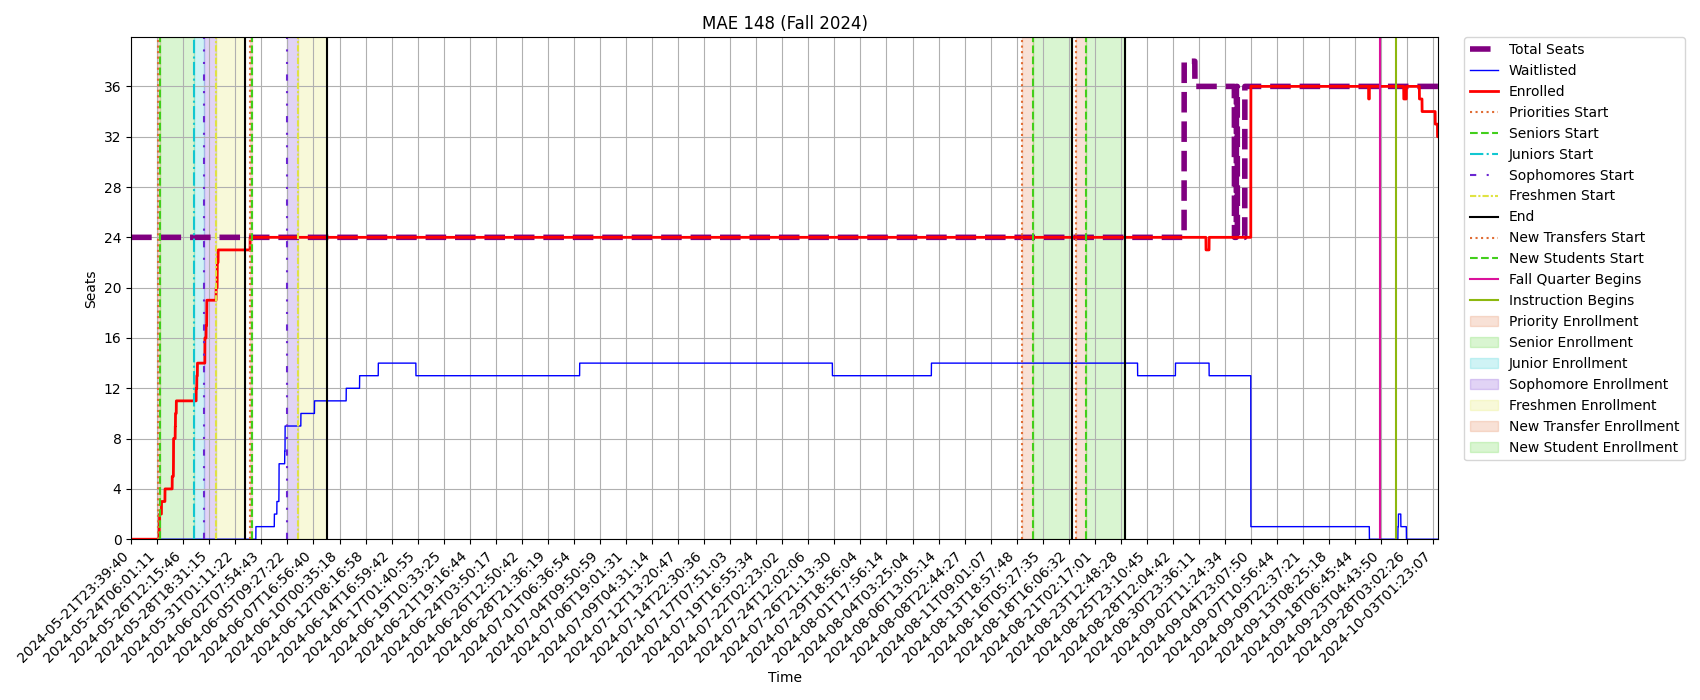 MAE 148 (Fall 2024)
Total Seats
Waitlisted
Enrolled
Priorities Start
Seniors Start
Juniors Start
Sophomores Start
Freshmen Start
End
New Transfers Start
New Students Start
Fall Quarter Begins
Instruction Begins
Priority Enrollment
Senior Enrollment
Junior Enrollment
Sophomore Enrollment
Freshmen Enrollment
New Transfer Enrollment
New Student Enrollment
Seats
36
32
28
24
20
16
12
8
4
0
2024-05-21T23:39:40
2024-05-24T06:01:11
2024-05-26T12:15:46
2024-05-28T18:31:15
2024-05-31T01:11:22
2024-06-02T07:54:43
2024-06-05T09:27:22
2024-06-07T16:56:40
2024-06-10T00:35:18
2024-06-12T08:16:58
2024-06-14T16:59:42
2024-06-17T01:40:55
2024-06-19T10:33:25
2024-06-21T19:16:44
2024-06-24T03:50:17
2024-06-26T12:50:42
2024-06-28T21:36:19
2024-07-01T06:36:54
2024-07-04T09:50:59
2024-07-06T19:01:31
2024-07-09T04:31:14
2024-07-12T13:20:47
2024-07-14T22:30:36
2024-07-17T07:51:03
2024-07-19T16:55:34
2024-07-22T02:23:02
2024-07-24T12:02:06
2024-07-26T21:13:30
2024-07-29T18:56:04
2024-08-01T17:56:14
2024-08-04T03:25:04
2024-08-06T13:05:14
2024-08-08T22:44:27
2024-08-11T09:01:07
2024-08-13T18:57:48
2024-08-16T05:27:35
2024-08-18T16:06:32
2024-08-21T02:17:01
2024-08-23T12:48:28
2024-08-25T23:10:45
2024-08-28T12:04:42
2024-08-30T23:36:11
2024-09-02T11:24:34
2024-09-04T23:07:50
2024-09-07T10:56:44
2024-09-09T22:37:21
2024-09-13T08:25:18
2024-09-18T06:45:44
2024-09-23T04:43:50
2024-09-28T03:02:26
2024-10-03T01:23:07
Time